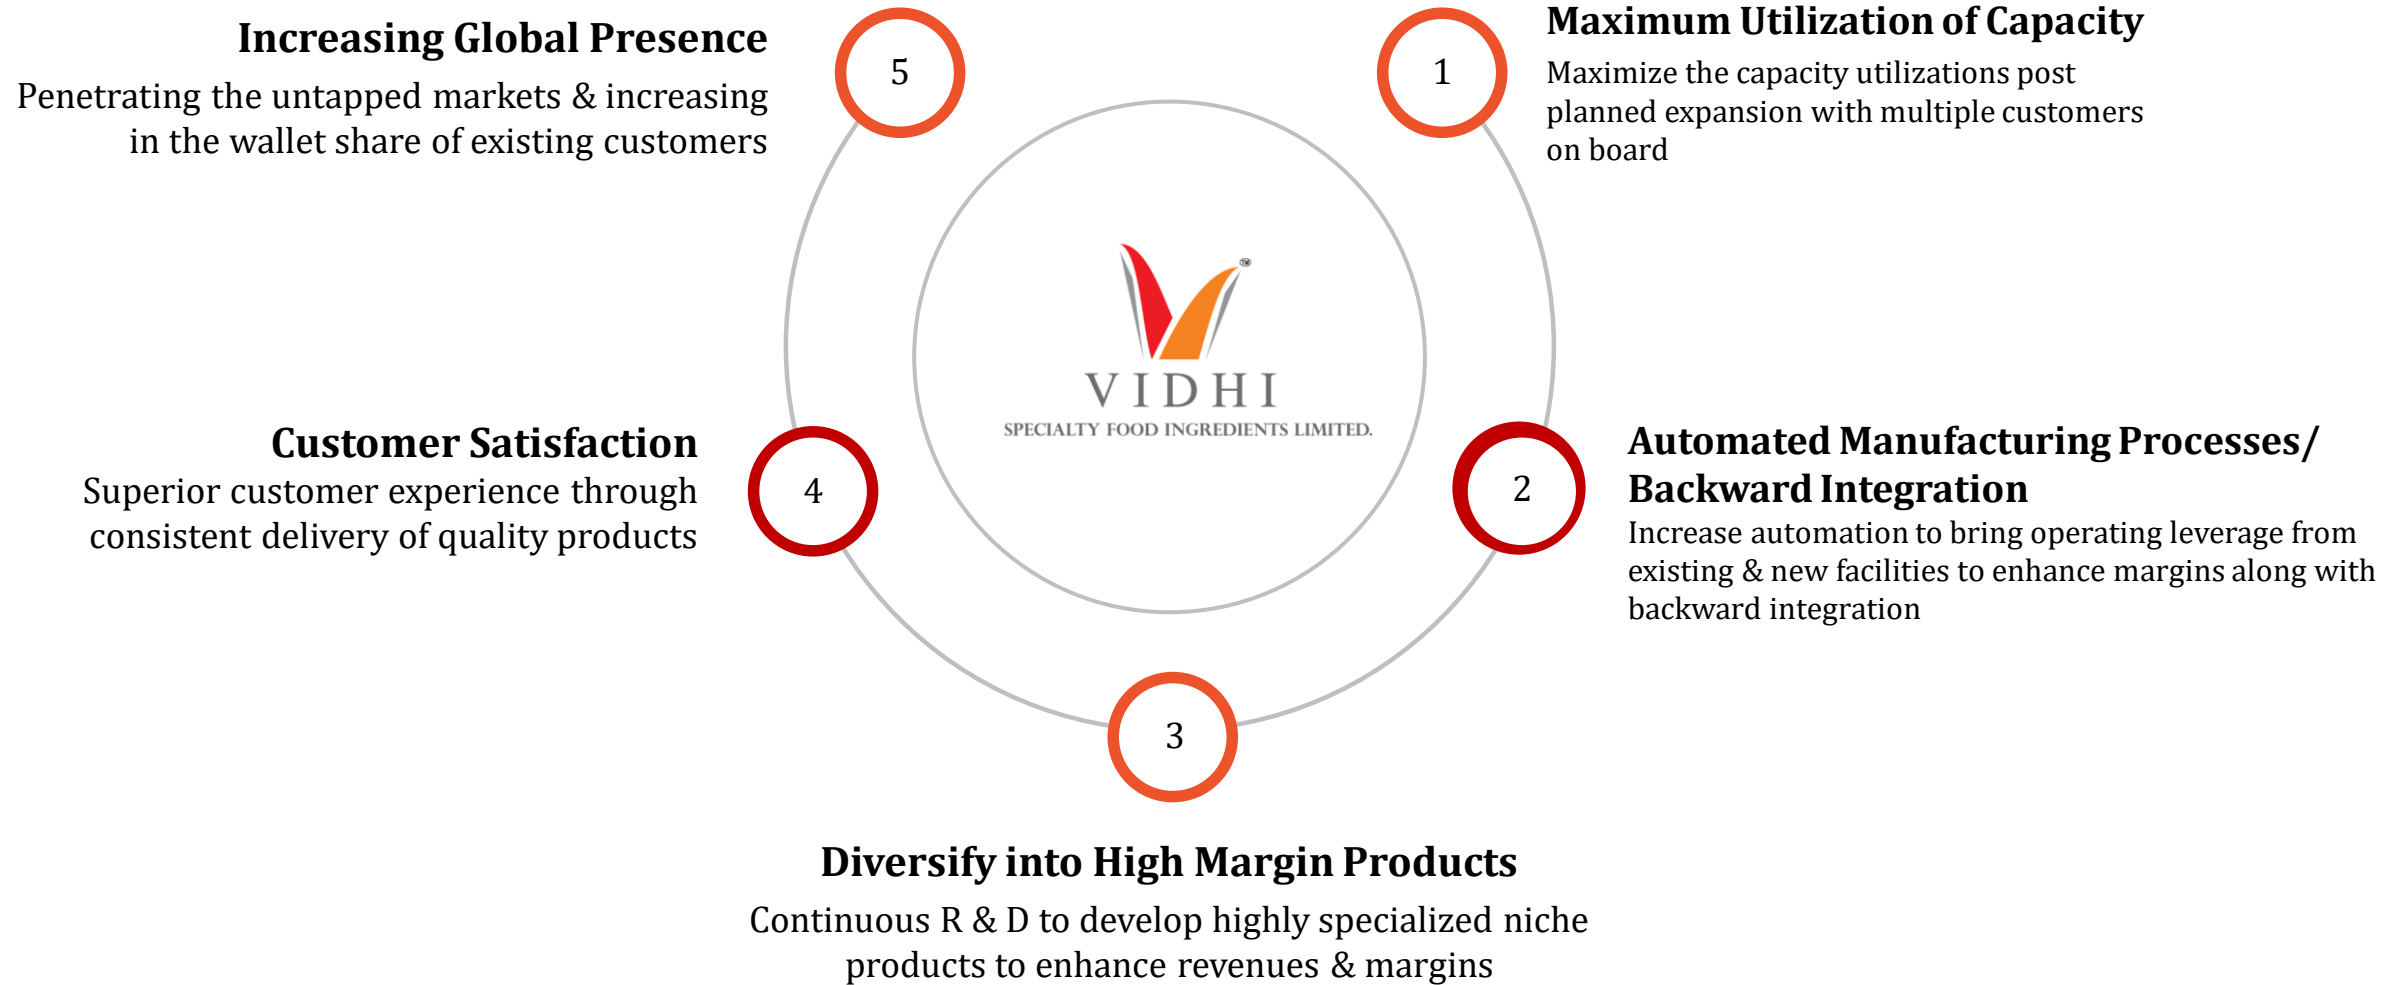 Increasing Global Presence
Penetrating the untapped markets & increasing
in the wallet share of existing customers
5
1
Maximum Utilization of Capacity
Maximize the capacity utilizations post
planned expansion with multiple customers
on board
TM
VIDHI
SPECIALTY FOOD INGREDIENTS LIMITED.
Customer Satisfaction
Superior customer experience through
consistent delivery of quality products
4
2
Automated Manufacturing Processes/
Backward Integration
Increase automation to bring operating leverage from
existing & new facilities to enhance margins along with
backward integration
3
Diversify into High Margin Products
Continuous R & D to develop highly specialized niche
products to enhance revenues & margins